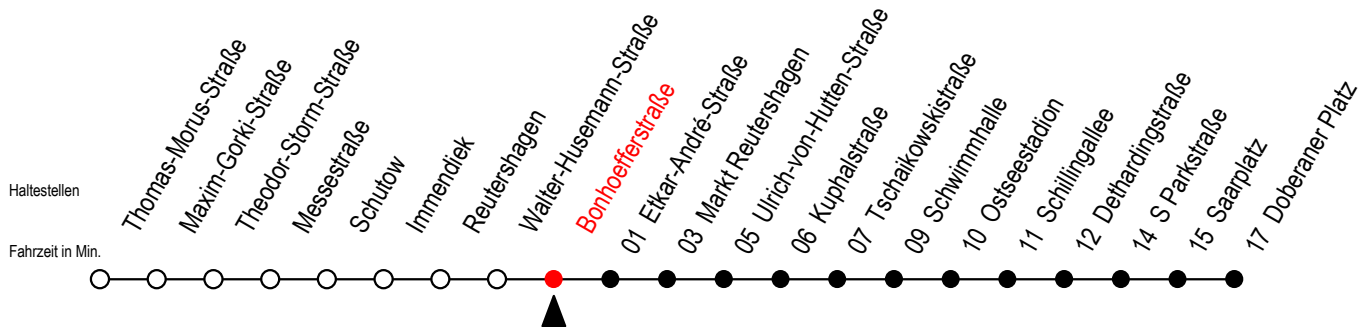 Haltestellen
Fahrzeit in Min.
Thomas-Morus-Straße
Maxim-Gorki-Straße
Theodor-Storm-Straße
Messestraße
Schutow
Immendiek
Reutershagen
Walter-Husemann-Straße
Bonhoefferstraße
01 Etkar-André-Straße
03 Markt Reutershagen
05 Ulrich-von-Hutten-Straße
06 Kuphalstraße
07 Tschaikowskistraße
09 Schwimmhalle
10 Ostseestadion
11 Schillingallee
12 Dethardingstraße
14 S Parkstraße
15 Saarplatz
17 Doberaner Platz